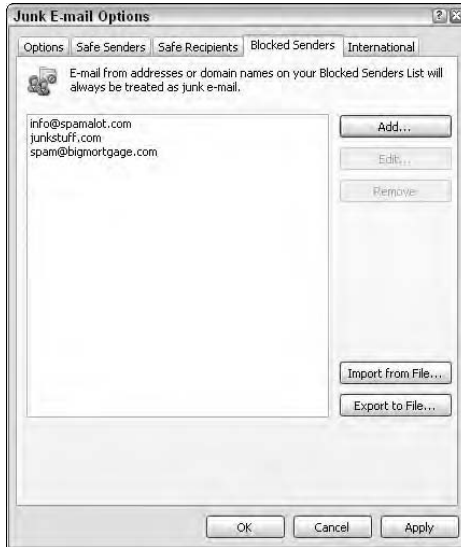 Junk E-mail Options
Options Safe Senders Safe Recipients Blocked Senders International
E-mail from addresses or domain names on your Blocked Senders List will
always be treated as junk e-mail.
info@spamalot.com
junkstuff.com
spam@bigmortgage.com
Add...
Edit...
Remove
Import from File...
Export to File...
OK Cancel Apply